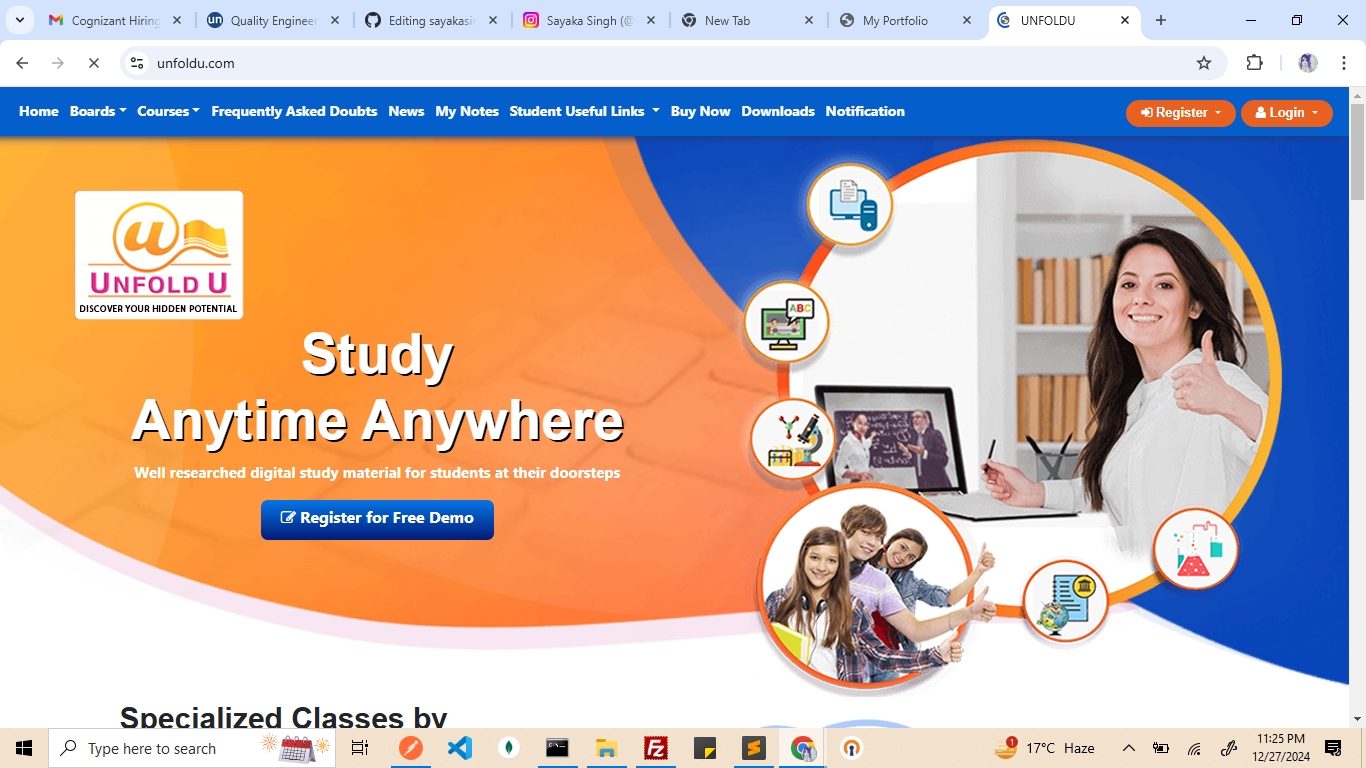 Cognizant Hiring
un
Quality Engineer
Editing sayakasin
Sayaka Singh (@
New Tab
My Portfolio
UNFOLDU
unfoldu.com
Home
Boards
Courses
Frequently Asked Doubts
News
My Notes
Student Useful Links
Buy Now
Downloads
Notification
Register
Login
u
UNFOLD U
DISCOVER YOUR HIDDEN POTENTIAL
ABC
Study
Anytime Anywhere
Well researched digital study material for students at their doorsteps
Register for Free Demo
Specialized Classes by
Type here to search
1
17°C Haze
11:25 PM
12/27/2024